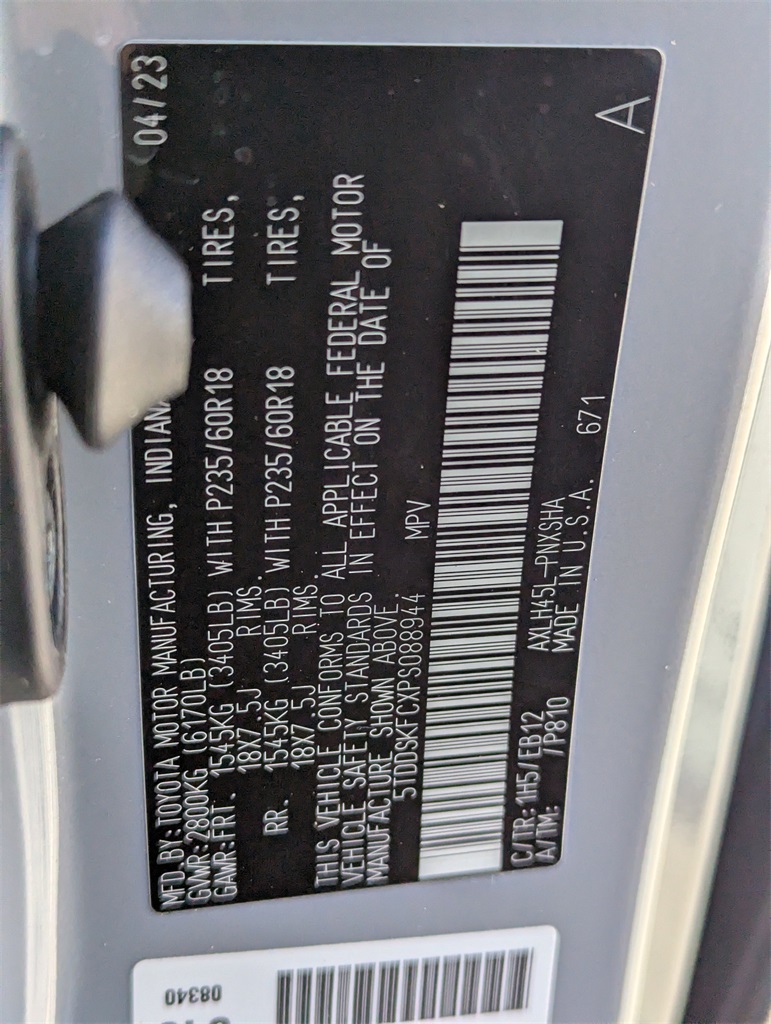 MFD.BY:TOYOTA MOTOR MANUFACTURING, 04/23
GVWR:2800KG (6170LB)
GAWR:FRT. 1545KG (3405LB) WITH P235/60R18 TIRES,
18X7.5J RIMS.
RR. 1545KG (3405LB) WITH P235/60R18 TIRES,
18X7.5J RIMS.
THIS VEHICLE CONFORMS TO ALL APPLICABLE FEDERAL MOTOR
VEHICLE SAFETY STANDARDS IN EFFECT ON THE DATE OF
MANUFACTURE SHOWN ABOVE.
5TDDSKFCXPS088944 MPV
C/TR:1H5/EB12 AXLH45L-PNXSHA
A/TM: /P810 MADE IN U.S.A. 671
A
08340